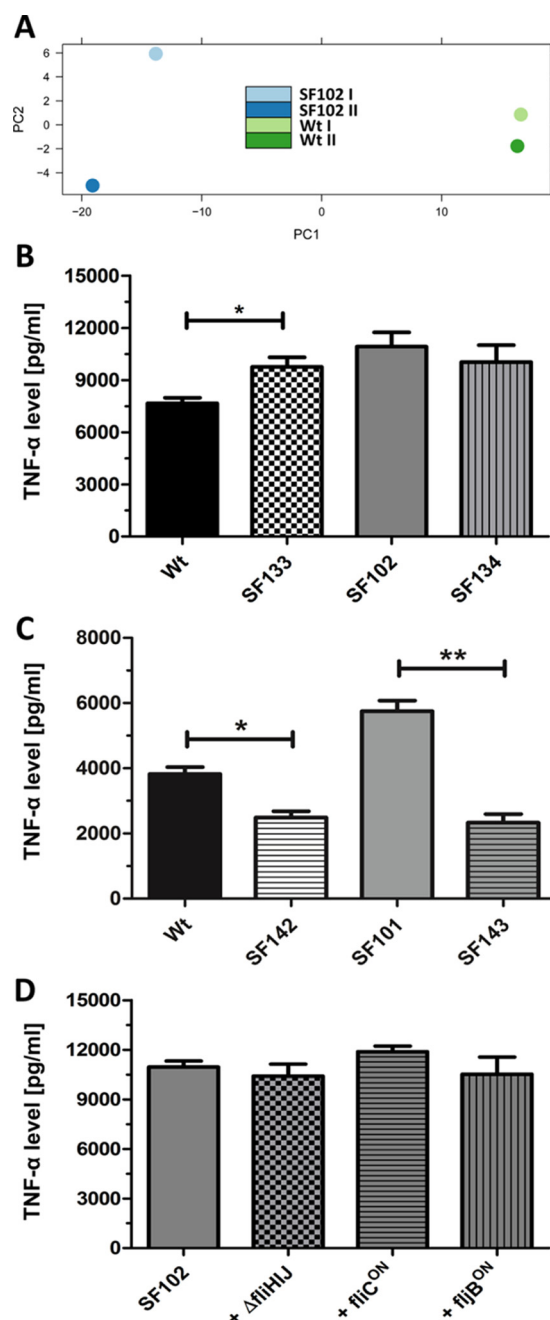 A
PC2
6
4
2
0
−2
−4
SF102 I
SF102 II
Wt I
Wt II
−20 −10 0 10
PC1
B
TNF-α level [pg/ml]
15000
12000
9000
6000
3000
0
*
Wt SF133 SF102 SF134
C
TNF-α level [pg/ml]
8000
6000
4000
2000
0
*
**
Wt SF142 SF101 SF143
D
TNF-α level [pg/ml]
15000
12000
9000
6000
3000
0
SF102 + ΔfliHIJ + fliC^ON + fljB^ON